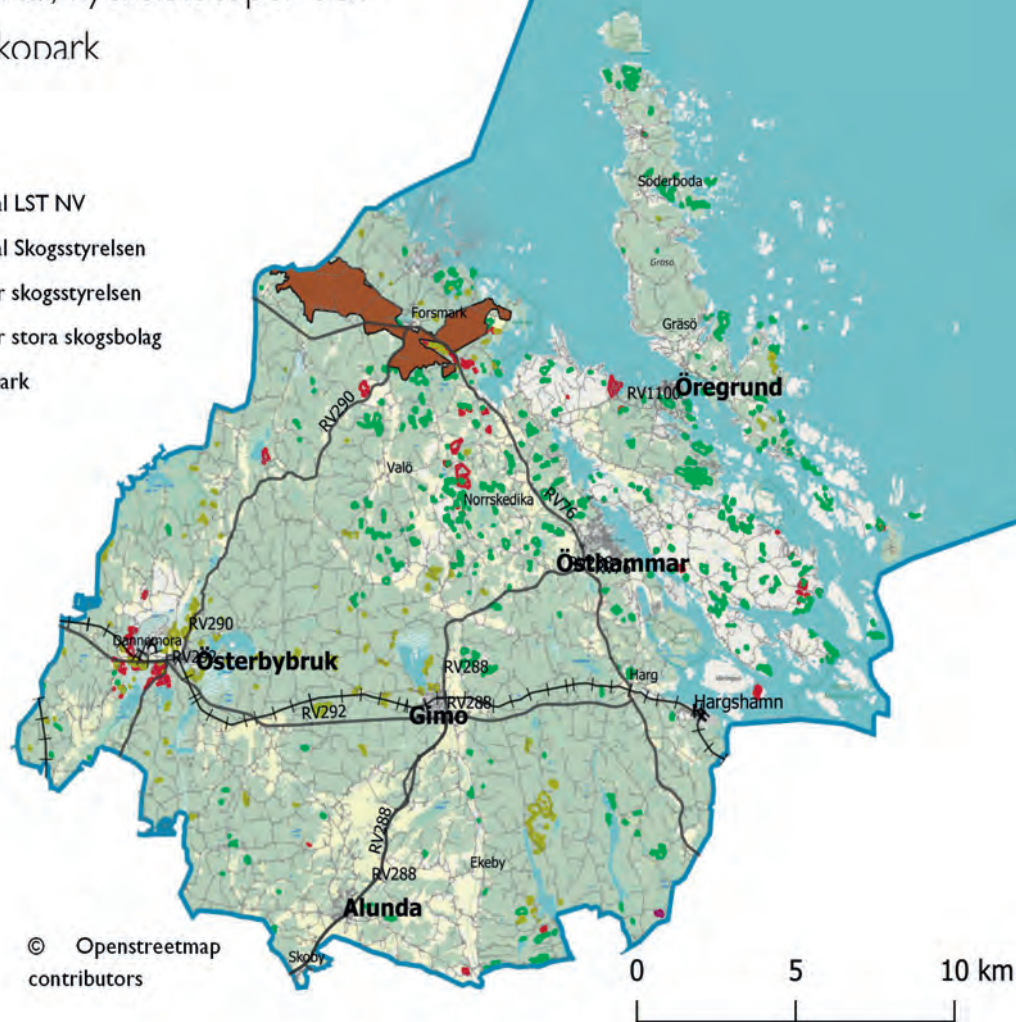 kopark
al LST NV
al Skogsstyrelsen
r skogsstyrelsen
r stora skogsbolag
ark
Söderboda
Gräsö
Forsmark
Gräsö
RV1100
Öregrund
RV290
Valö
Norrskedika
RV76
Östhammar
RV290
Dannemora
Österbybruk
RV288
Harg
RV292
RV288
Gimo
Hargshamn
RV288
RV288
Ekeby
Alunda
Skoby
© Openstreetmap
contributors
0 5 10 km